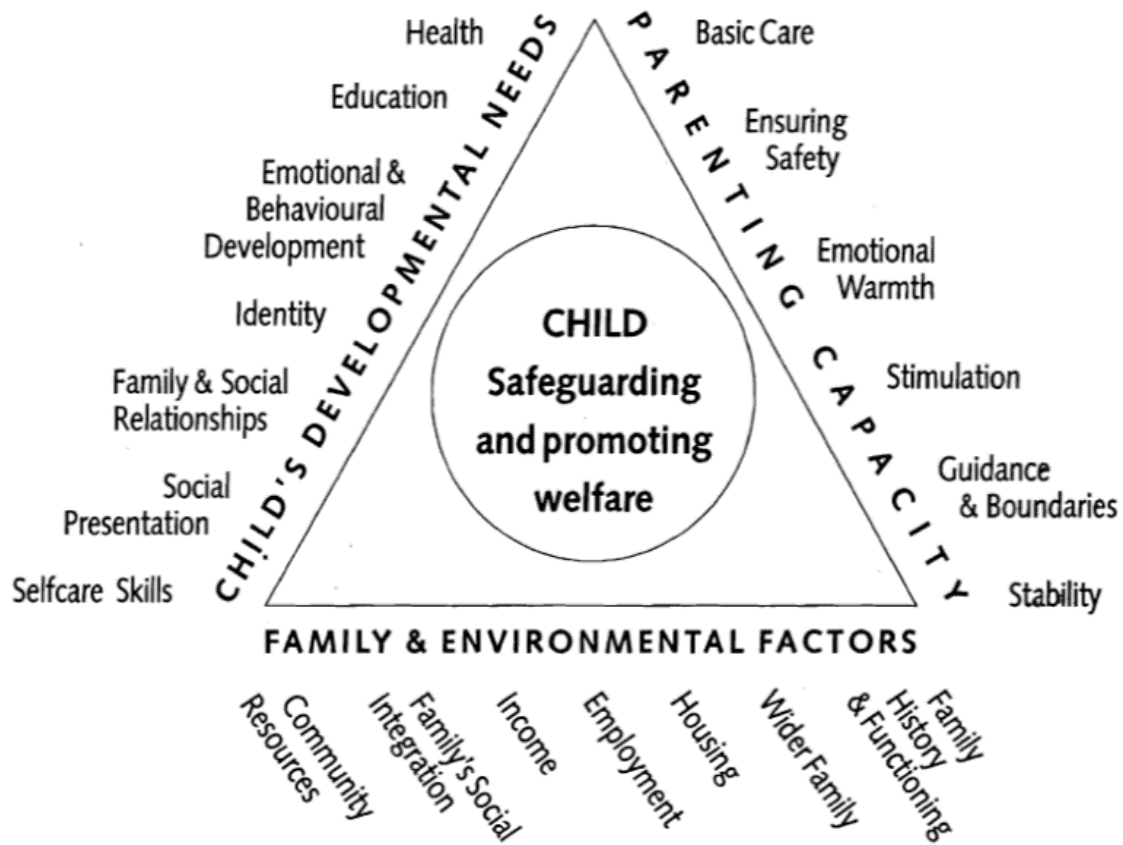 Health
Education
Emotional &
Behavioural
Development
Identity
Family & Social
Relationships
Social
Presentation
Selfcare Skills
CHILD'S DEVELOPMENTAL NEEDS
PARENTING CAPACITY
Basic Care
Ensuring
Safety
Emotional
Warmth
Stimulation
Guidance
& Boundaries
Stability
CHILD
Safeguarding
and promoting
welfare
FAMILY & ENVIRONMENTAL FACTORS
Community
Resources
Family's Social
Integration
Income
Employment
Housing
Wider Family
Family
History
& Functioning